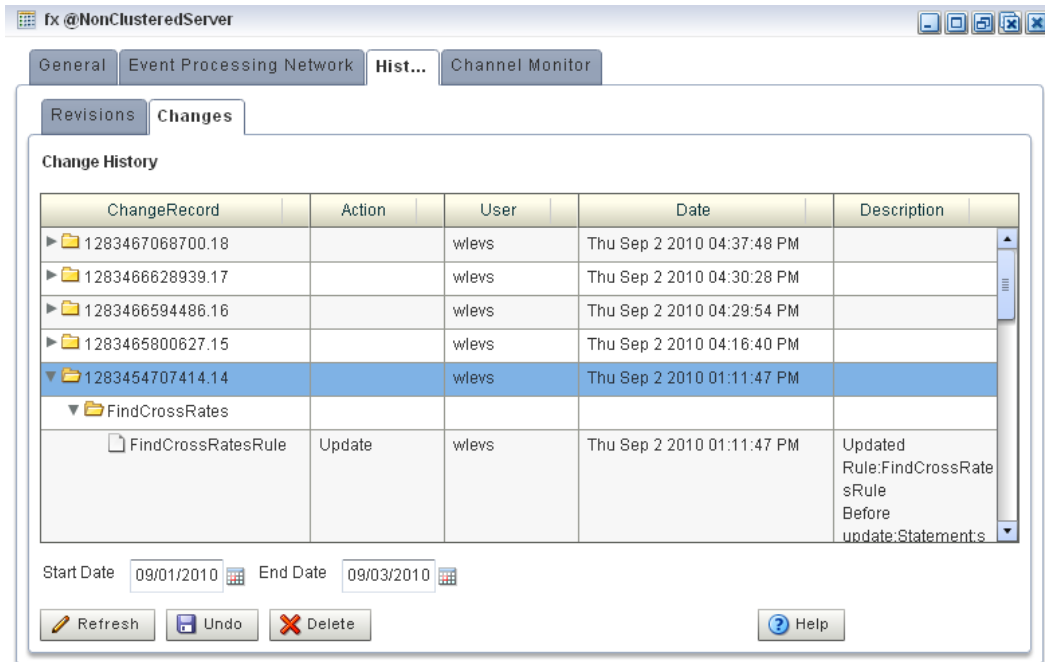 fx @NonClusteredServer
General Event Processing Network Hist... Channel Monitor
Revisions Changes
Change History
ChangeRecord Action User Date Description
1283467068700.18 wlevs Thu Sep 2 2010 04:37:48 PM
1283466628939.17 wlevs Thu Sep 2 2010 04:30:28 PM
1283466594486.16 wlevs Thu Sep 2 2010 04:29:54 PM
1283465800627.15 wlevs Thu Sep 2 2010 04:16:40 PM
1283454707414.14 wlevs Thu Sep 2 2010 01:11:47 PM
FindCrossRates
FindCrossRatesRule Update wlevs Thu Sep 2 2010 01:11:47 PM Updated
Rule:FindCrossRate
sRule
Before
update:Statement:s
Start Date 09/01/2010 End Date 09/03/2010
Refresh Undo Delete Help